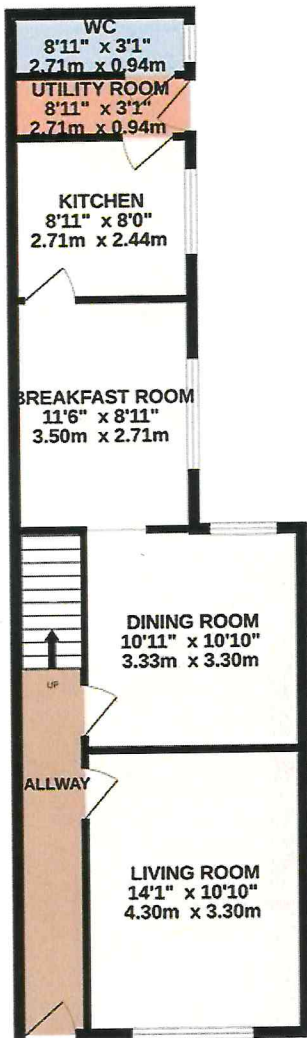 WC
8'11" x 3'1"
2.71m x 0.94m
UTILITY ROOM
8'11" x 3'1"
2.71m x 0.94m
KITCHEN
8'11" x 8'0"
2.71m x 2.44m
BREAKFAST ROOM
11'6" x 8'11"
3.50m x 2.71m
DINING ROOM
10'11" x 10'10"
3.33m x 3.30m
UP
ALLWAY
LIVING ROOM
14'1" x 10'10"
4.30m x 3.30m